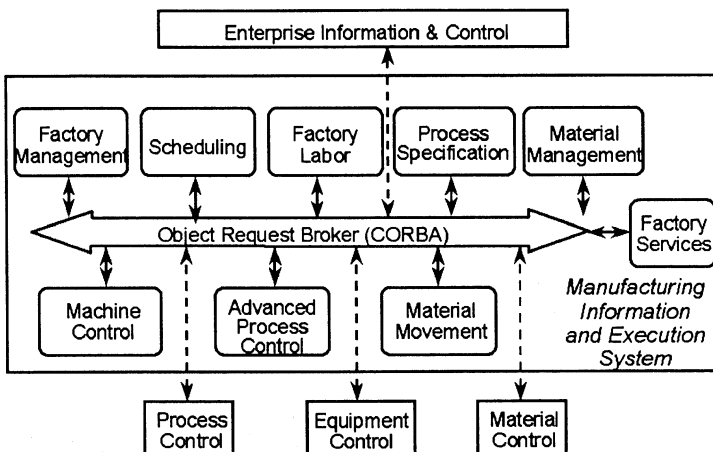 Enterprise Information & Control
Factory
Management
Scheduling
Factory
Labor
Process
Specification
Material
Management
Object Request Broker (CORBA)
Factory
Services
Machine
Control
Advanced
Process
Control
Material
Movement
Manufacturing
Information
and Execution
System
Process
Control
Equipment
Control
Material
Control